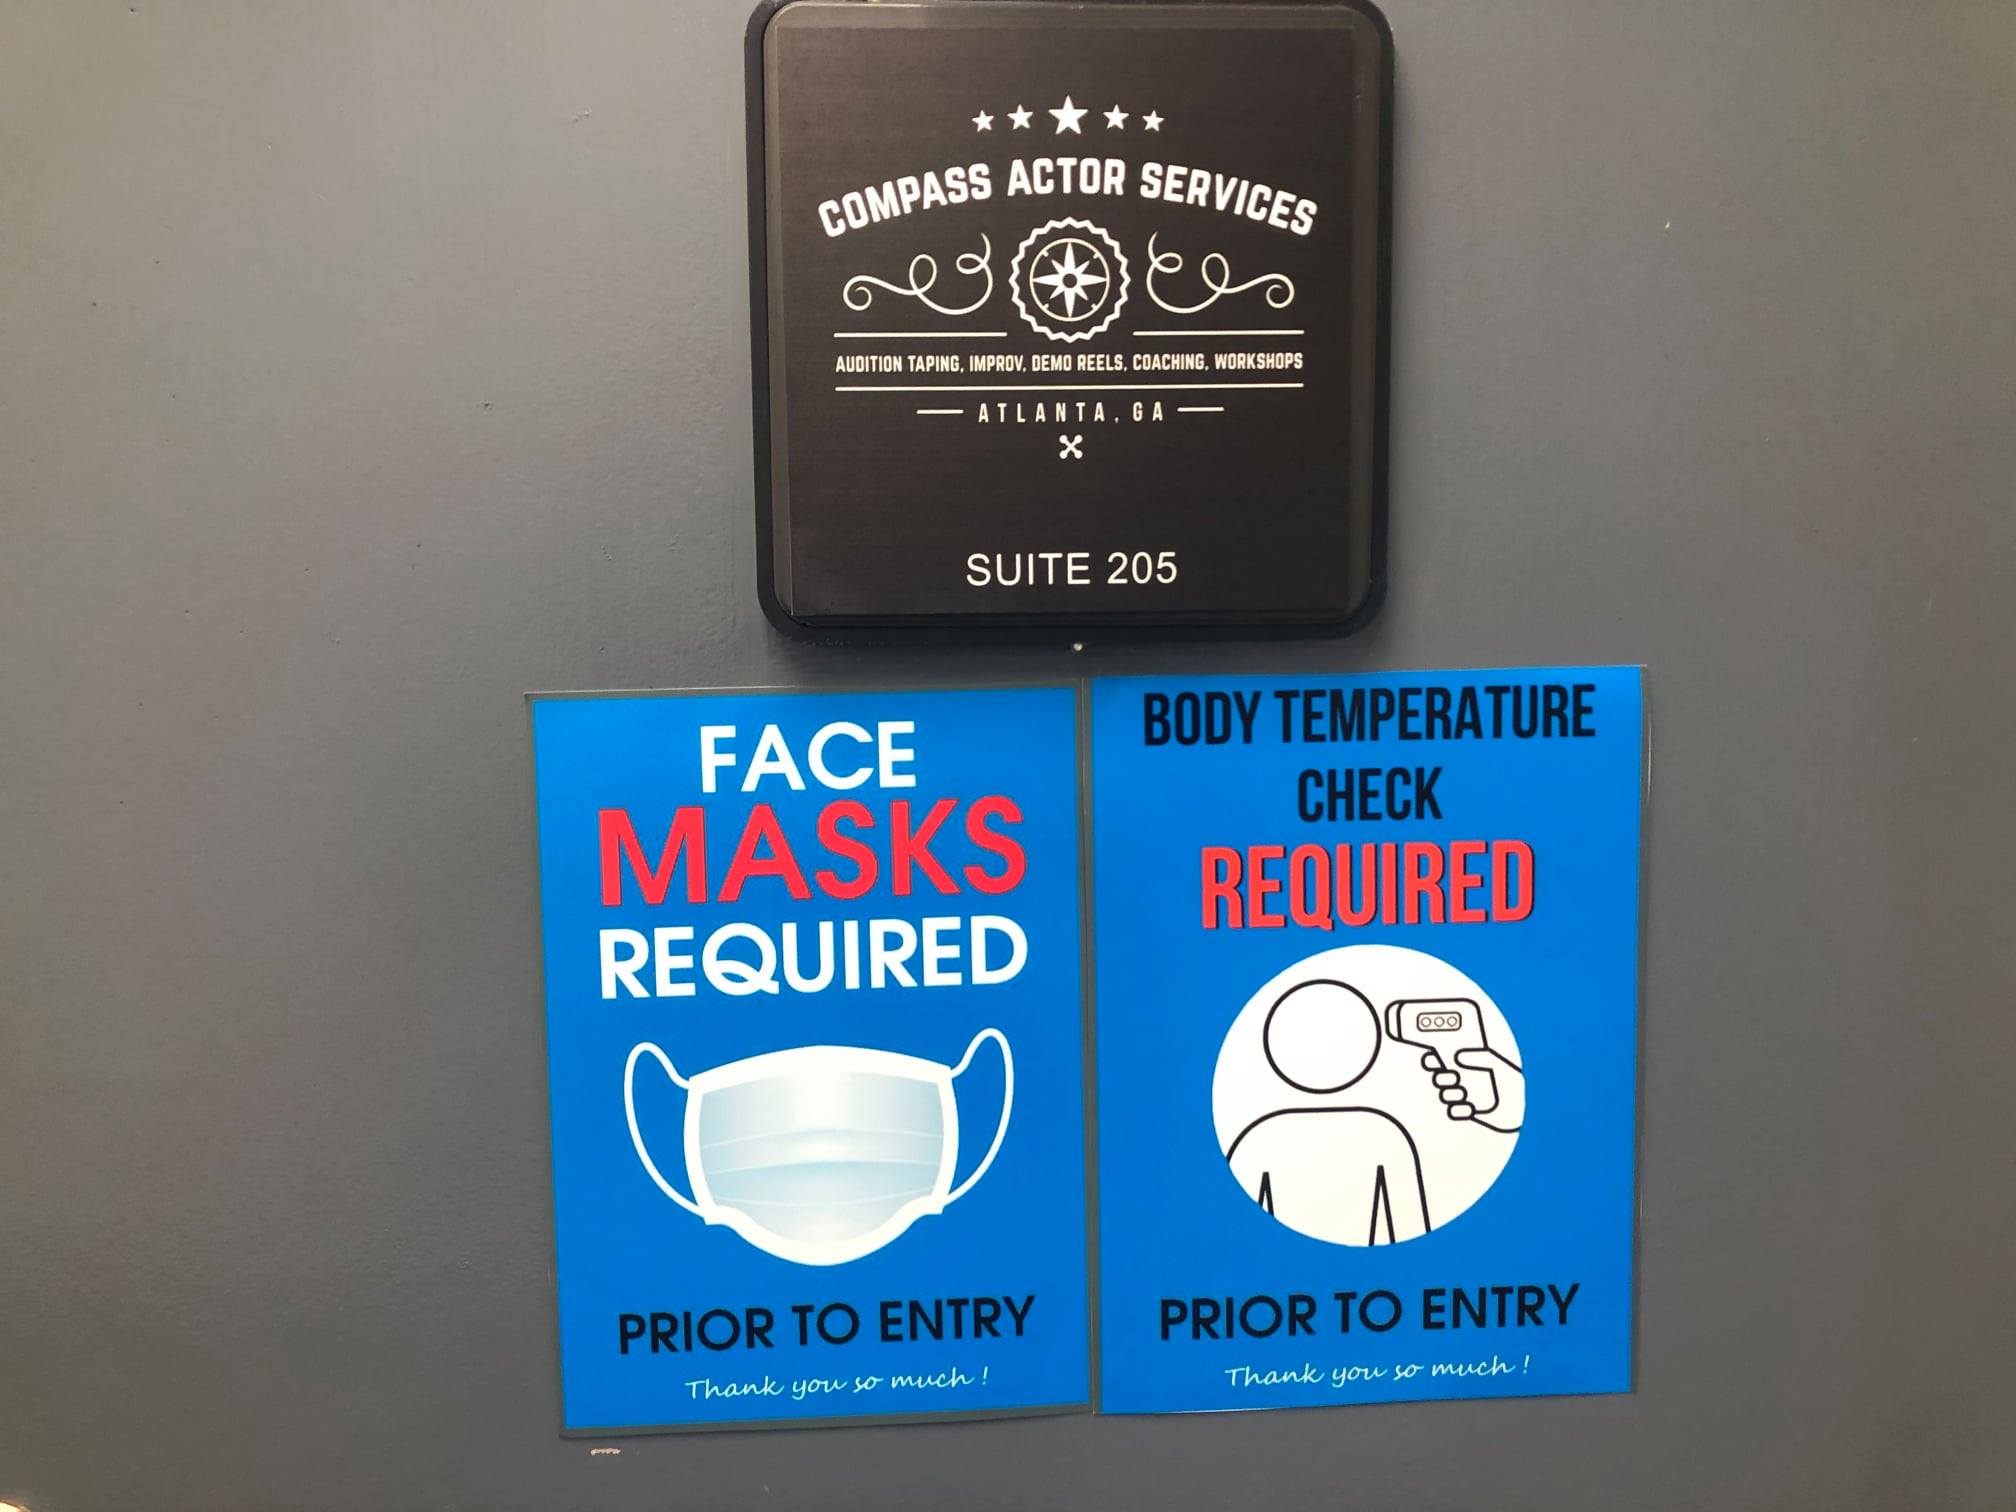 COMPASS ACTOR SERVICES
AUDITION TAPING, IMPROV, DEMO REELS, COACHING, WORKSHOPS
ATLANTA, GA
SUITE 205
FACE
MASKS
REQUIRED
PRIOR TO ENTRY
Thank you so much!
BODY TEMPERATURE
CHECK
REQUIRED
PRIOR TO ENTRY
Thank you so much!